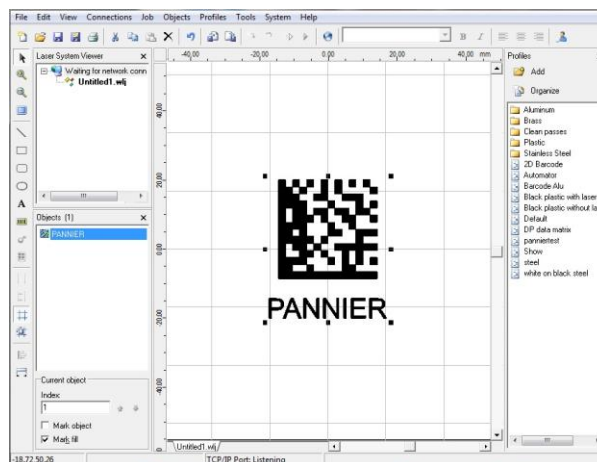 File Edit View Connections Job Objects Profiles Tools System Help
Laser System Viewer
Waiting for network conn
Untitled1.wlj
Objects (1)
PANNIER
Current object
Index:
1
Mark object
Mark fill
-40,00 -20,00 0,00 20,00 40,00 mm
40,00
20,00
0,00
-20,00
-40,00
PANNIER
Untitled1.wlj
Profiles
Add
Organize
Aluminum
Brass
Clean passes
Plastic
Stainless Steel
2D Barcode
Automator
Barcode Alu
Black plastic with laser
Black plastic without la
Default
DP data matrix
panniertest
Show
steel
white on black steel
-18,72,50,26
TCP/IP Port: Listening